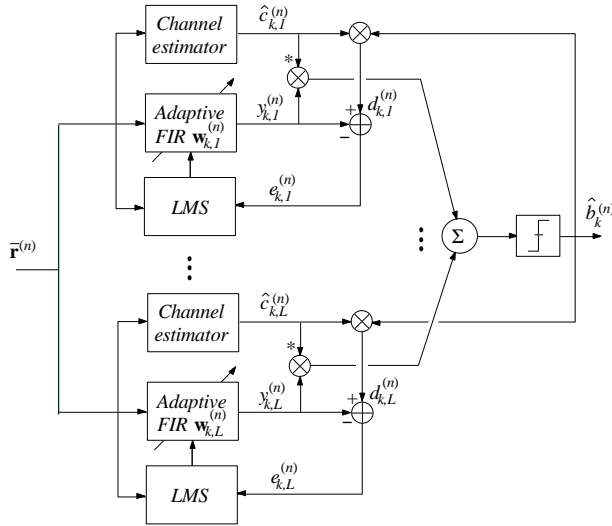 Channel estimator
ĉ_{k,1}^{(n)}
*
Adaptive FIR w_{k,1}^{(n)}
y_{k,1}^{(n)}
+
d_{k,1}^{(n)}
−
LMS
e_{k,1}^{(n)}
r̄^{(n)}
Σ
b̂_k^{(n)}
Channel estimator
ĉ_{k,L}^{(n)}
*
Adaptive FIR w_{k,L}^{(n)}
y_{k,L}^{(n)}
+
d_{k,L}^{(n)}
−
LMS
e_{k,L}^{(n)}